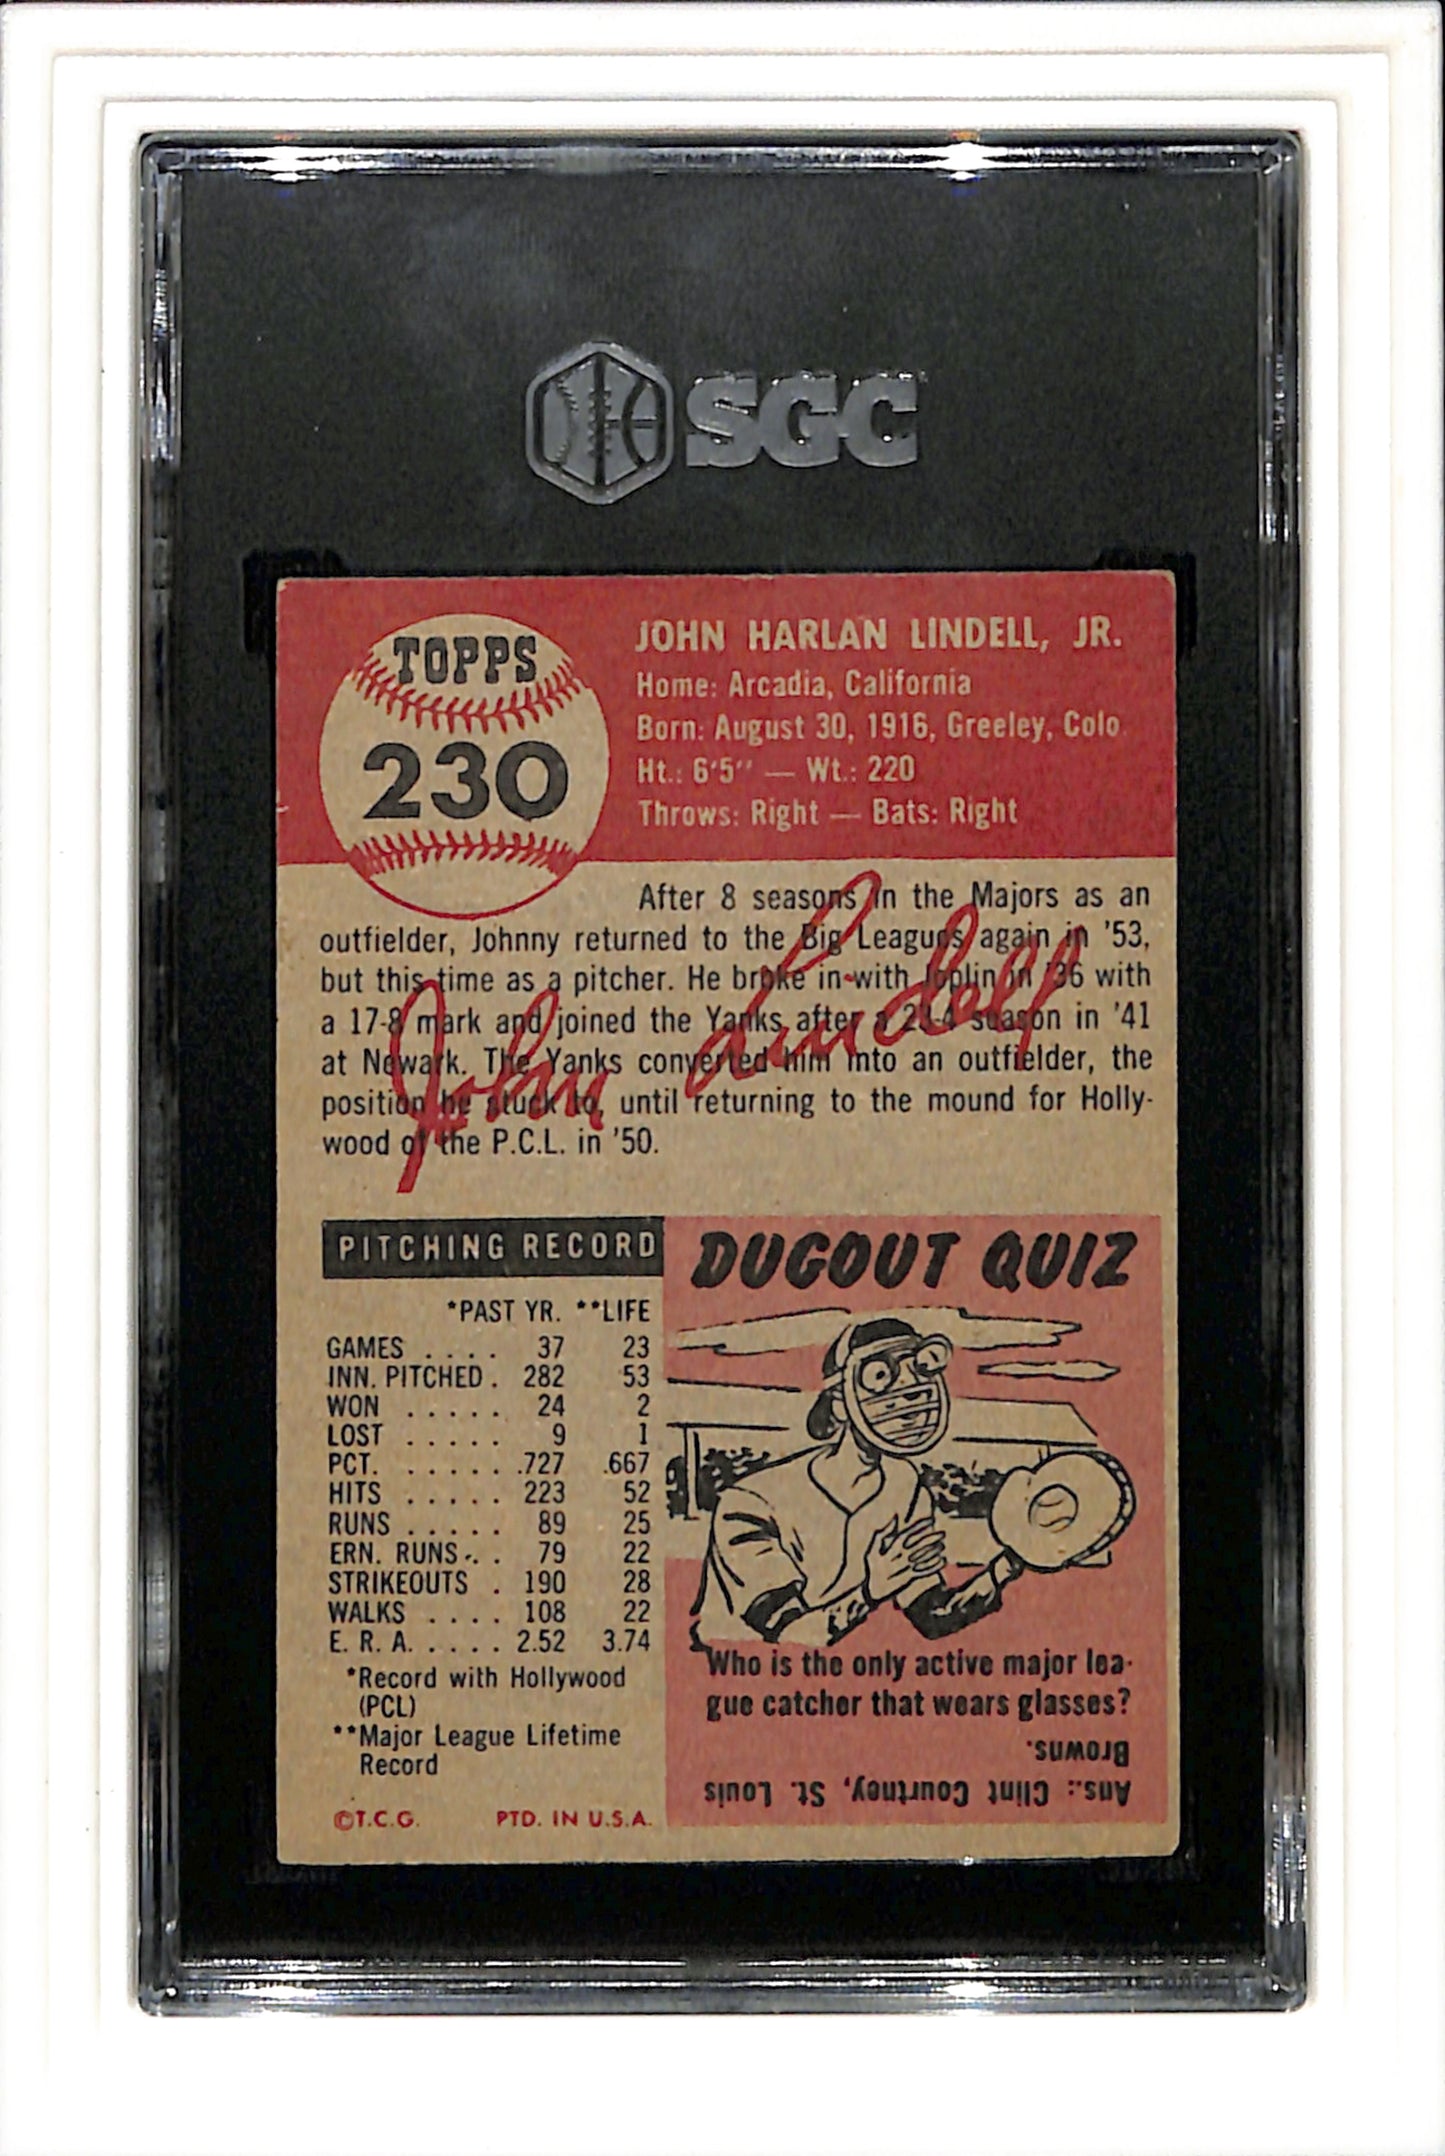 SGC
TOPPS
230
JOHN HARLAN LINDELL, JR.
Home: Arcadia, California
Born: August 30, 1916, Greeley, Colo.
Ht.: 6'5" — Wt.: 220
Throws: Right — Bats: Right
After 8 seasons in the Majors as an
outfielder, Johnny returned to the Big Leagues again in '53,
but this time as a pitcher. He broke in with Joplin in '36 with
a 17-8 mark and joined the Yanks after a 23-4 season in '41
at Newark. The Yanks converted him into an outfielder, the
position he stuck to, until returning to the mound for Holly-
wood of the P.C.L. in '50.
John Lindell
PITCHING RECORD
*PAST YR. **LIFE
GAMES . . . . 37 23
INN. PITCHED . 282 53
WON . . . . . 24 2
LOST . . . . . 9 1
PCT. . . . . . .727 .667
HITS . . . . . 223 52
RUNS . . . . . 89 25
ERN. RUNS . . 79 22
STRIKEOUTS . 190 28
WALKS . . . . 108 22
E. R. A. . . . . 2.52 3.74
*Record with Hollywood
(PCL)
**Major League Lifetime
Record
©T.C.G. PTD. IN U.S.A.
DUGOUT QUIZ
Who is the only active major lea-
gue catcher that wears glasses?
Ans.: Clint Courtney, St. Louis
Browns.